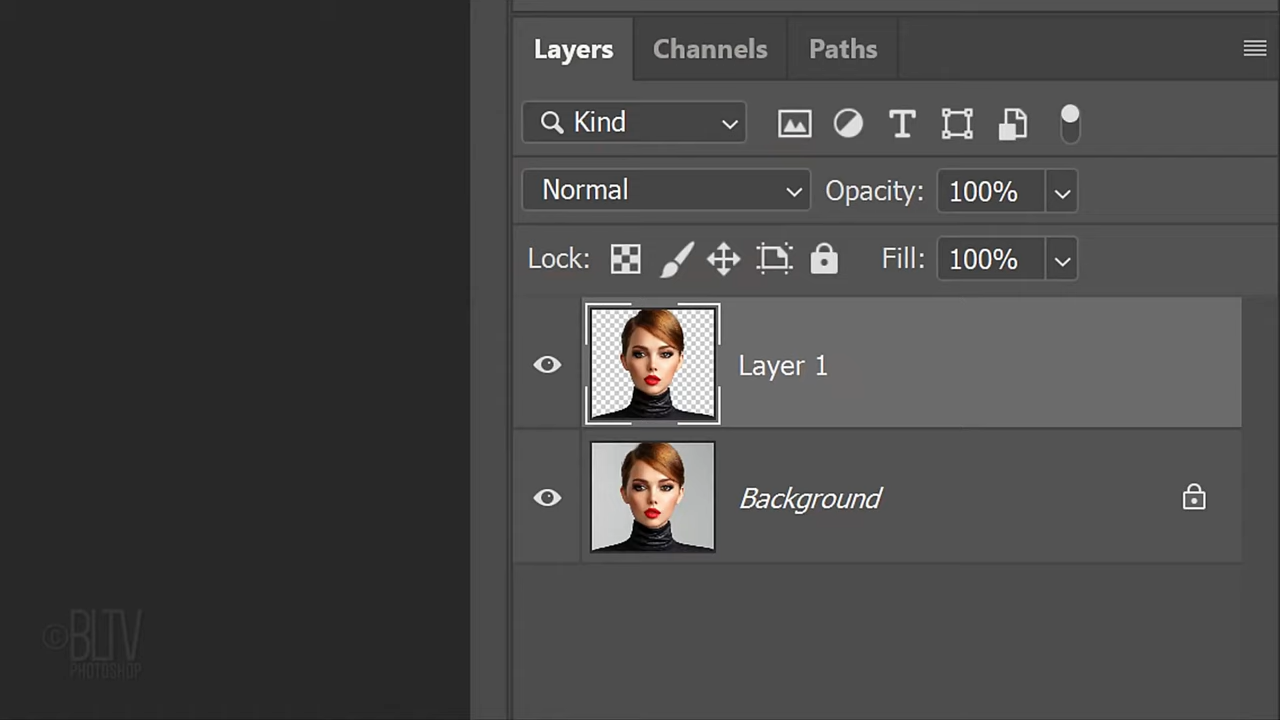 Layers Channels Paths
Kind
Normal Opacity: 100%
Lock: Fill: 100%
Layer 1
Background
©BLTV
PHOTOSHOP